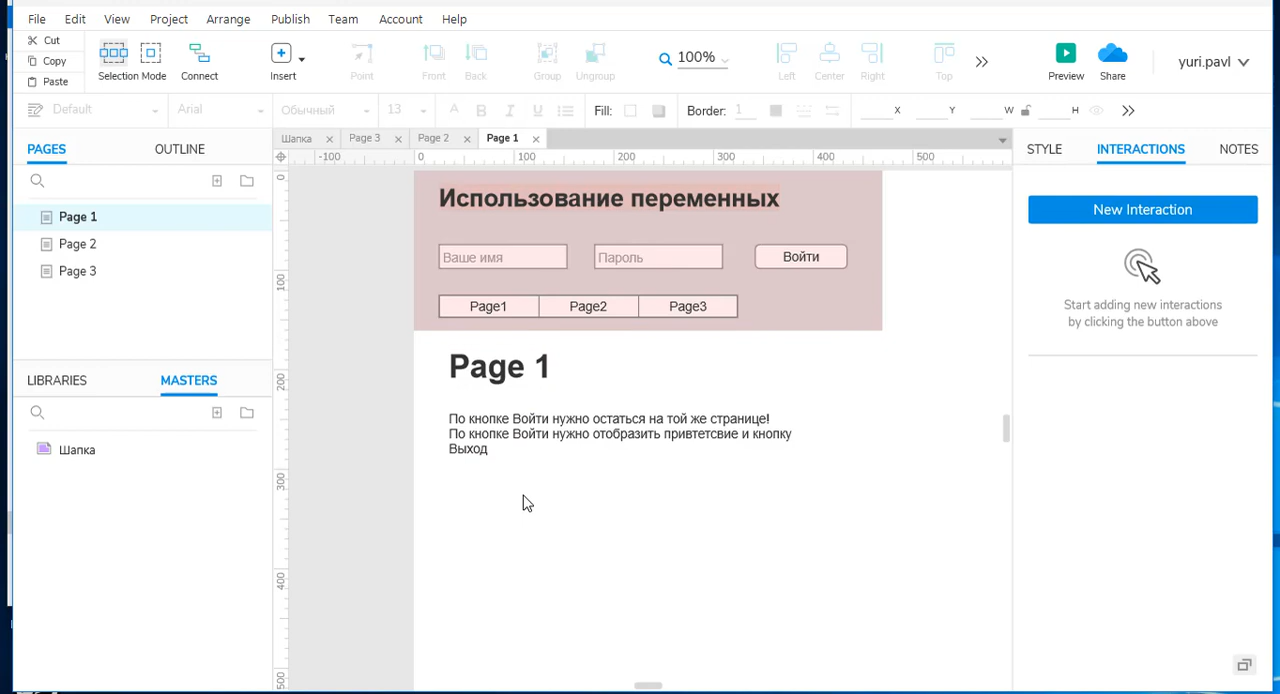 File Edit View Project Arrange Publish Team Account Help
Cut
Copy
Paste
Selection Mode Connect Insert Point Front Back Group Ungroup 100% Left Center Right Top Preview Share yuri.pavl
Default Arial Обычный 13 Fill: Border: 1 X Y W H
PAGES OUTLINE
Page 1
Page 2
Page 3
LIBRARIES MASTERS
Шапка
Шапка Page 3 Page 2 Page 1
-100 0 100 200 300 400 500
0
100
200
300
400
500
Использование переменных
Ваше имя Пароль Войти
Page1 Page2 Page3
Page 1
По кнопке Войти нужно остаться на той же странице!
По кнопке Войти нужно отобразить привтетсвие и кнопку
Выход
STYLE INTERACTIONS NOTES
New Interaction
Start adding new interactions
by clicking the button above